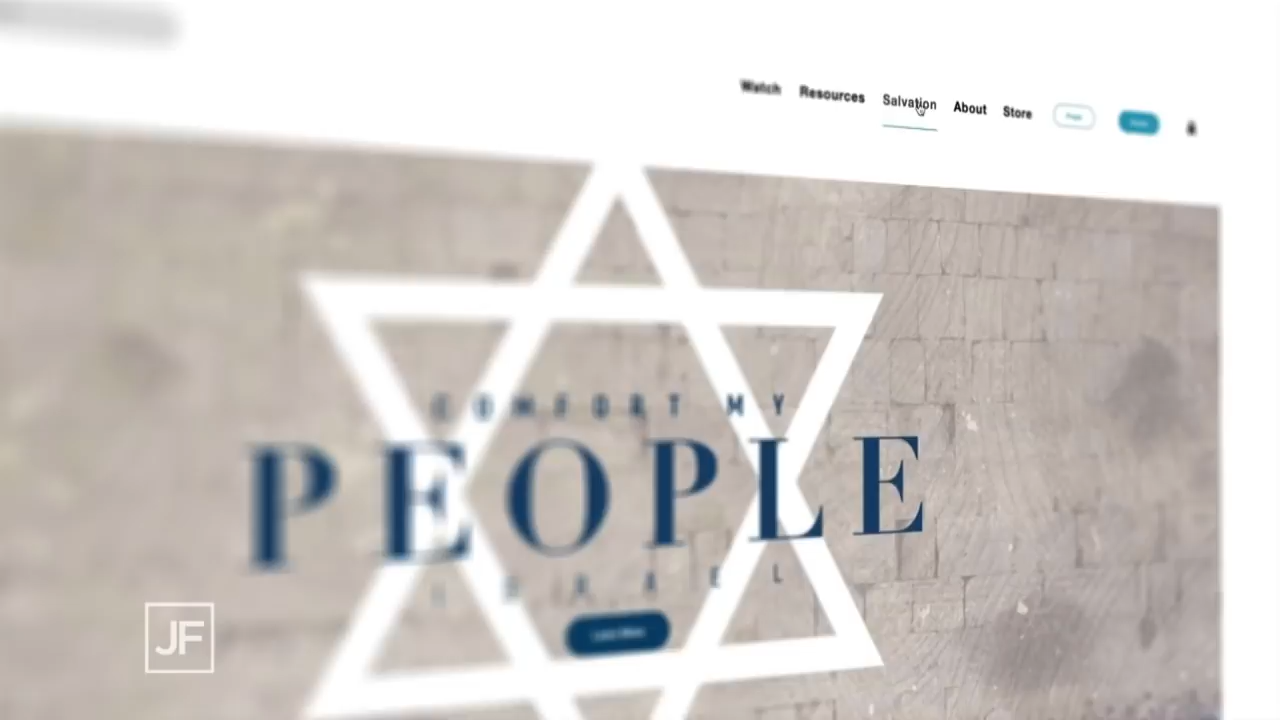 Watch Resources Salvation About Store
COMFORT MY
PEOPLE
ISRAEL
JF